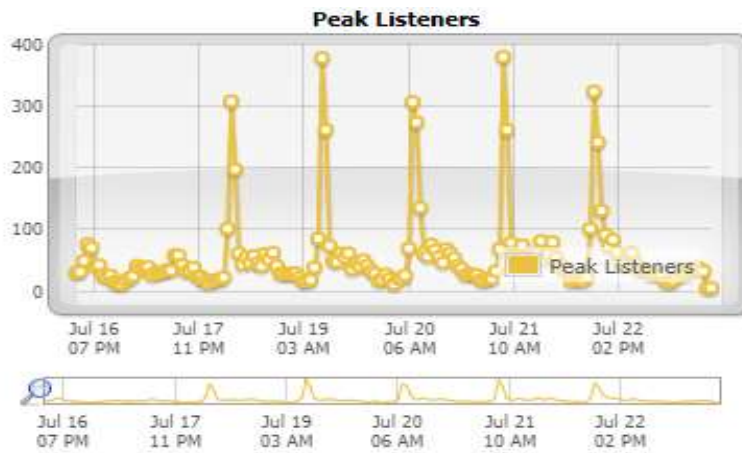 Peak Listeners
400
300
200
100
0
Peak Listeners
Jul 16 Jul 17 Jul 19 Jul 20 Jul 21 Jul 22
07 PM 11 PM 03 AM 06 AM 10 AM 02 PM
Jul 16 Jul 17 Jul 19 Jul 20 Jul 21 Jul 22
07 PM 11 PM 03 AM 06 AM 10 AM 02 PM